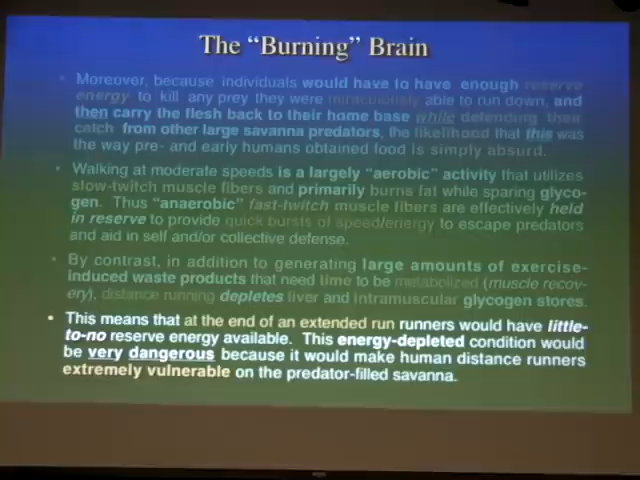 The “Burning” Brain
• Moreover, because individuals would have to have enough reserve
energy to kill any prey they were miraculously able to run down, and
then carry the flesh back to their home base while defending their
catch from other large savanna predators, the likelihood that this was
the way pre- and early humans obtained food is simply absurd.
• Walking at moderate speeds is a largely “aerobic” activity that utilizes
slow-twitch muscle fibers and primarily burns fat while sparing glyco-
gen. Thus “anaerobic” fast-twitch muscle fibers are effectively held
in reserve to provide quick bursts of speed/energy to escape predators
and aid in self and/or collective defense.
• By contrast, in addition to generating large amounts of exercise-
induced waste products that need time to be metabolized (muscle recov-
ery), distance running depletes liver and intramuscular glycogen stores.
• This means that at the end of an extended run runners would have little-
to-no reserve energy available. This energy-depleted condition would
be very dangerous because it would make human distance runners
extremely vulnerable on the predator-filled savanna.